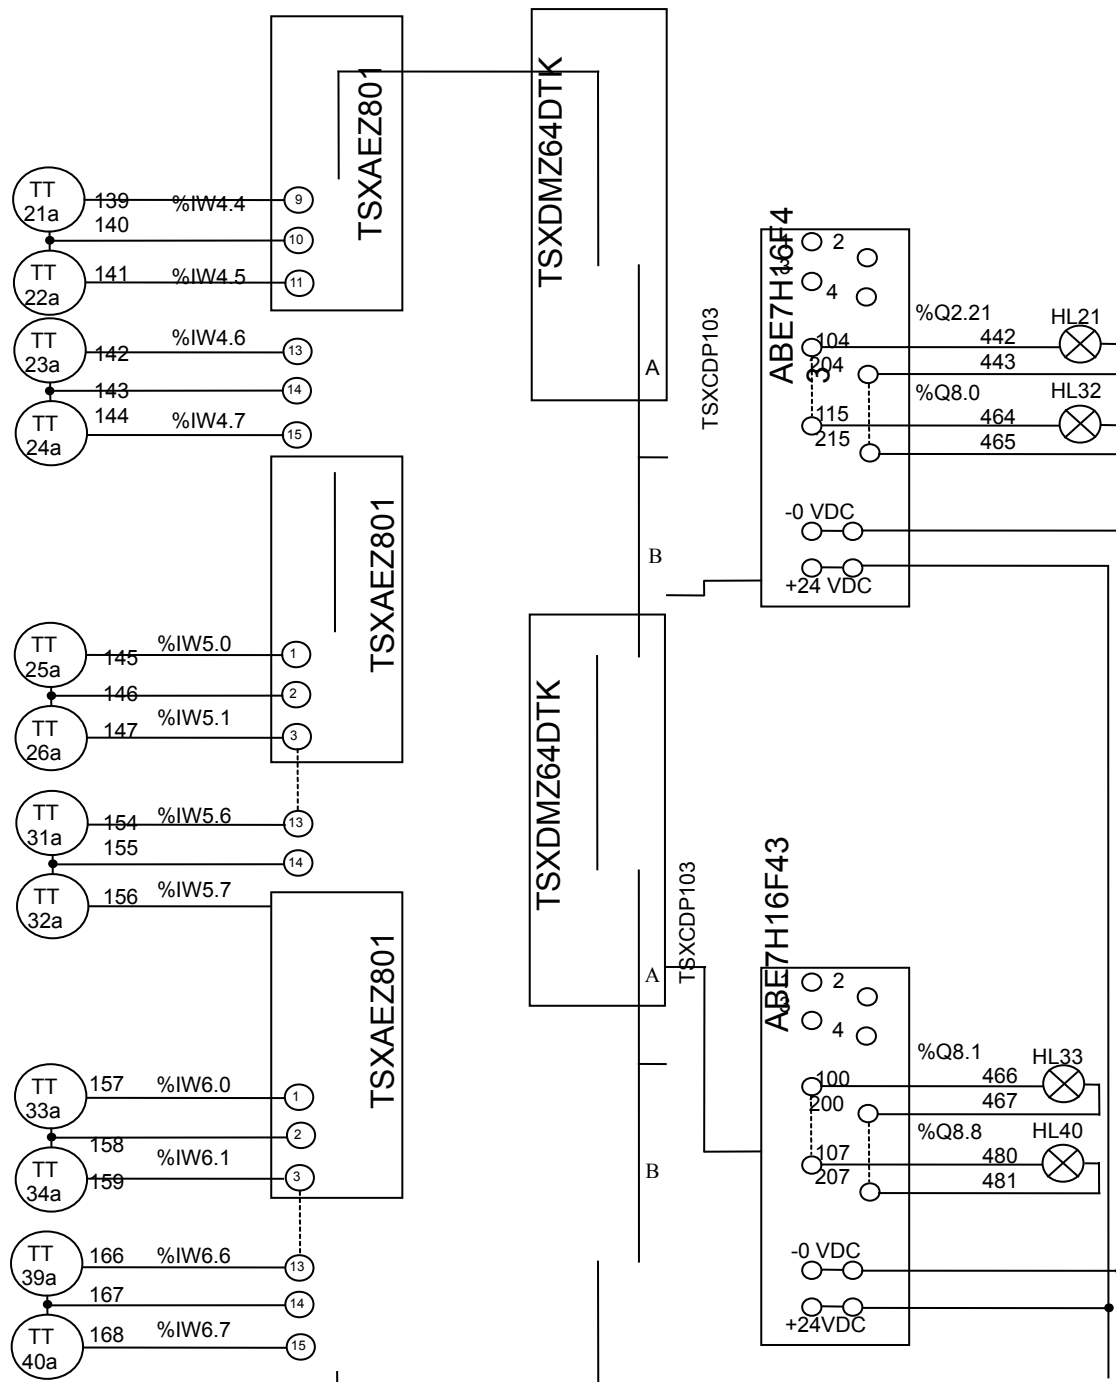 TSXAEZ801
TSXDMZ64DTK
TT
21a
139
%IW4.4
9
140
10
TT
22a
141
%IW4.5
11
TT
23a
142
%IW4.6
13
143
14
TT
24a
144
%IW4.7
15
A
TSXCDP103
ABE7H16F4
3
1
2
3
4
104
204
%Q2.21
442
HL21
443
%Q8.0
115
215
464
HL32
465
-0 VDC
+24 VDC
TSXAEZ801
B
TT
25a
145
%IW5.0
1
146
2
TT
26a
147
%IW5.1
3
TT
31a
154
%IW5.6
13
155
14
TT
32a
156
%IW5.7
TSXDMZ64DTK
A
TSXCDP103
ABE7H16F43
1
2
3
4
100
200
%Q8.1
466
HL33
467
%Q8.8
107
207
480
HL40
481
-0 VDC
+24VDC
TSXAEZ801
B
TT
33a
157
%IW6.0
1
158
2
TT
34a
159
%IW6.1
3
TT
39a
166
%IW6.6
13
167
14
TT
40a
168
%IW6.7
15